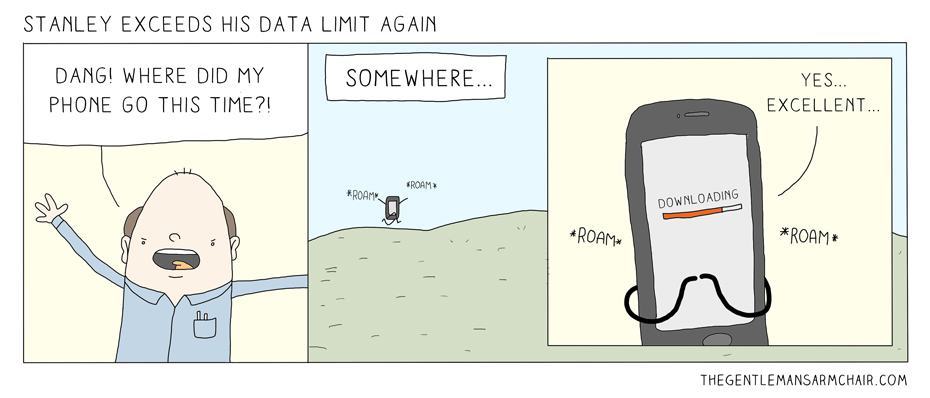 STANLEY EXCEEDS HIS DATA LIMIT AGAIN
DANG! WHERE DID MY
PHONE GO THIS TIME?!
SOMEWHERE...
*ROAM*
*ROAM*
YES...
EXCELLENT...
DOWNLOADING
*ROAM*
*ROAM*
THEGENTLEMANSARMCHAIR.COM